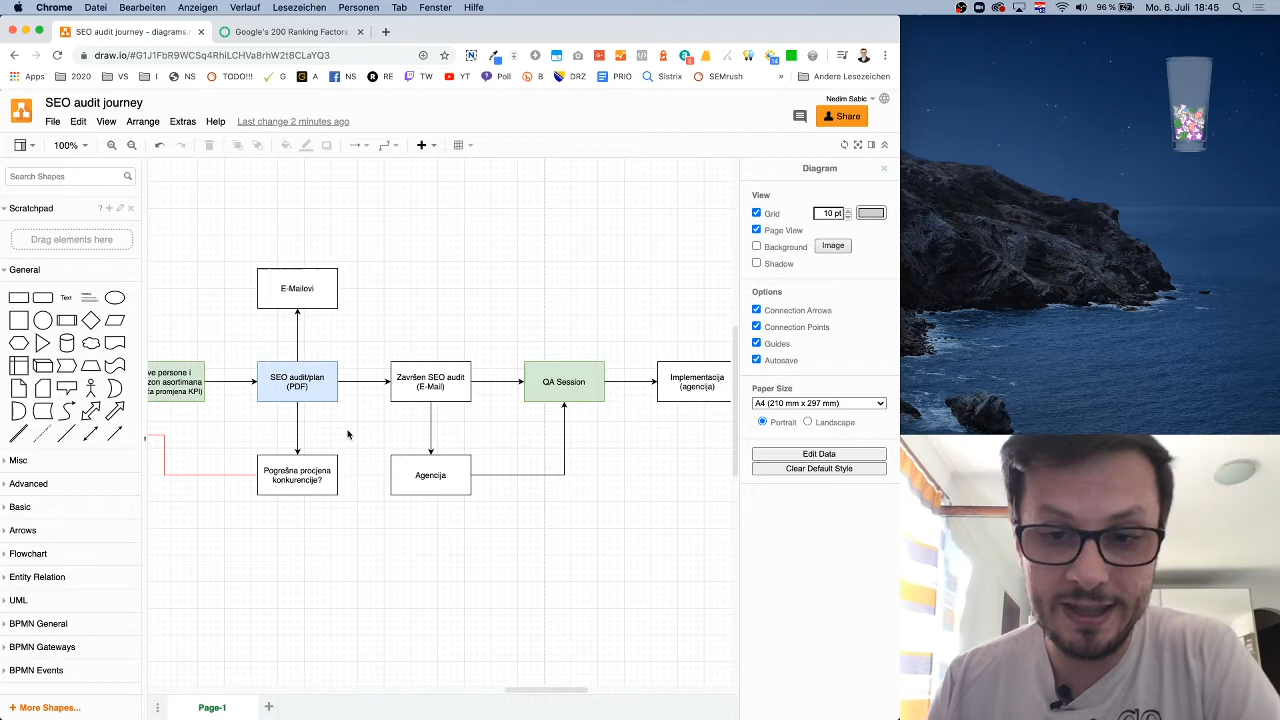 Chrome Datei Bearbeiten Anzeigen Verlauf Lesezeichen Personen Tab Fenster Hilfe
96 % Mo. 6. Juli 18:45
SEO audit journey - diagrams.n
Google's 200 Ranking Factors
draw.io/#G1J1FbR9WCSq4RhiLCHVa8rhW2t8CLaYQ3
Apps 2020 VS I NS TODO!!! G A NS RE TW YT Poll B DRZ PRIO Sistrix SEMrush » Andere Lesezeichen
SEO audit journey
Nedim Sabic
File Edit View Arrange Extras Help Last change 2 minutes ago
Share
100%
Search Shapes
Scratchpad
Drag elements here
General
Text
Misc
Advanced
Basic
Arrows
Flowchart
Entity Relation
UML
BPMN General
BPMN Gateways
BPMN Events
+ More Shapes...
E-Mailovi
ve persone i
zon asortimana
a promjena KPI)
SEO audit/plan
(PDF)
Završen SEO audit
(E-Mail)
QA Session
Implementacija
(agencija)
Pogrešna procjena
konkurencije?
Agencija
Page-1
Diagram
View
Grid 10 pt
Page View
Background Image
Shadow
Options
Connection Arrows
Connection Points
Guides
Autosave
Paper Size
A4 (210 mm x 297 mm)
Portrait Landscape
Edit Data
Clear Default Style